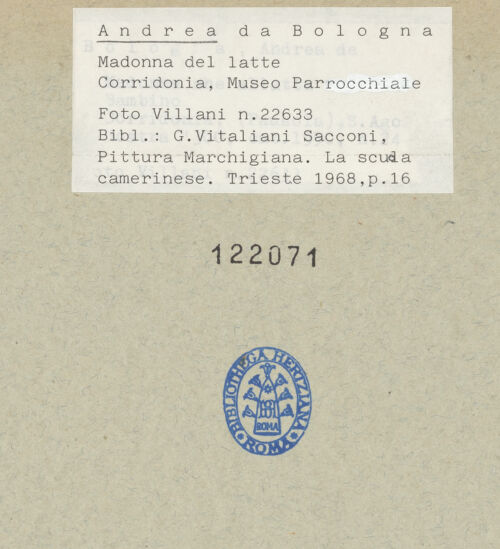 Andrea da Bologna
Madonna del latte
Corridonia, Museo Parrocchiale
Foto Villani n.22633
Bibl.: G.Vitaliani Sacconi,
Pittura Marchigiana. La scuola
camerinese. Trieste 1968,p.16
122071
BIBLIOTHECA HERTZIANA
ROMA
ROMA